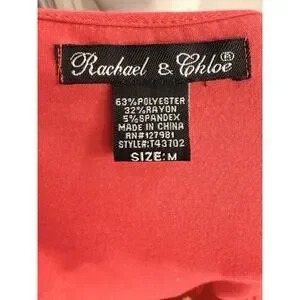 Rachael & Chloe®
63%POLYESTER
32%RAYON
5%SPANDEX
MADE IN CHINA
RN#127981
STYLE#:T43702
SIZE:M